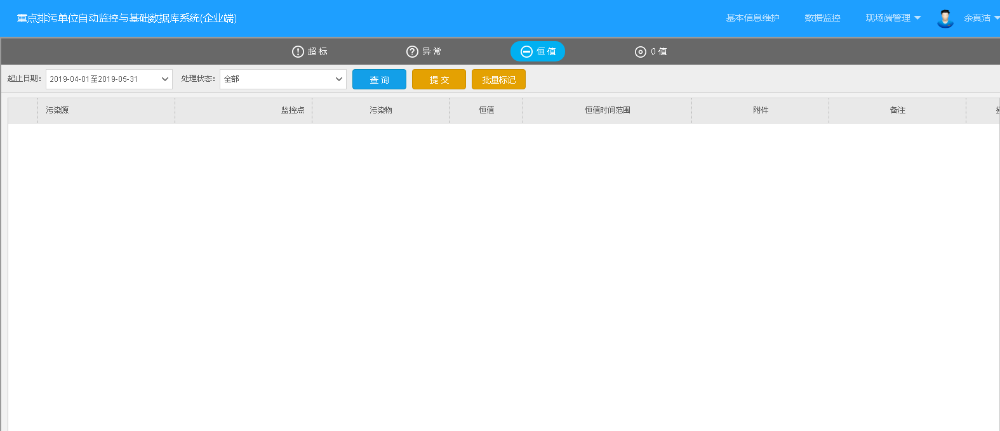 重点排污单位自动监控与基础数据库系统(企业端) 基本信息维护 数据监控 现场端管理 余真洁
超标 异常 恒值 0值
起止日期： 2019-04-01至2019-05-31 处理状态： 全部 查询 提交 批量标记
污染源 监控点 污染物 恒值 恒值时间范围 附件 备注